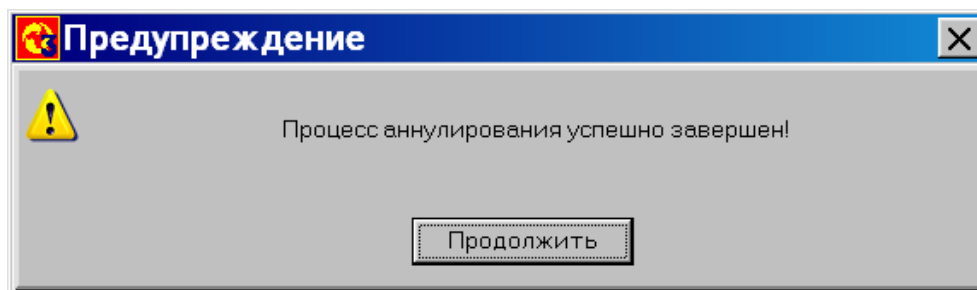 Предупреждение
Процесс аннулирования успешно завершен!
Продолжить